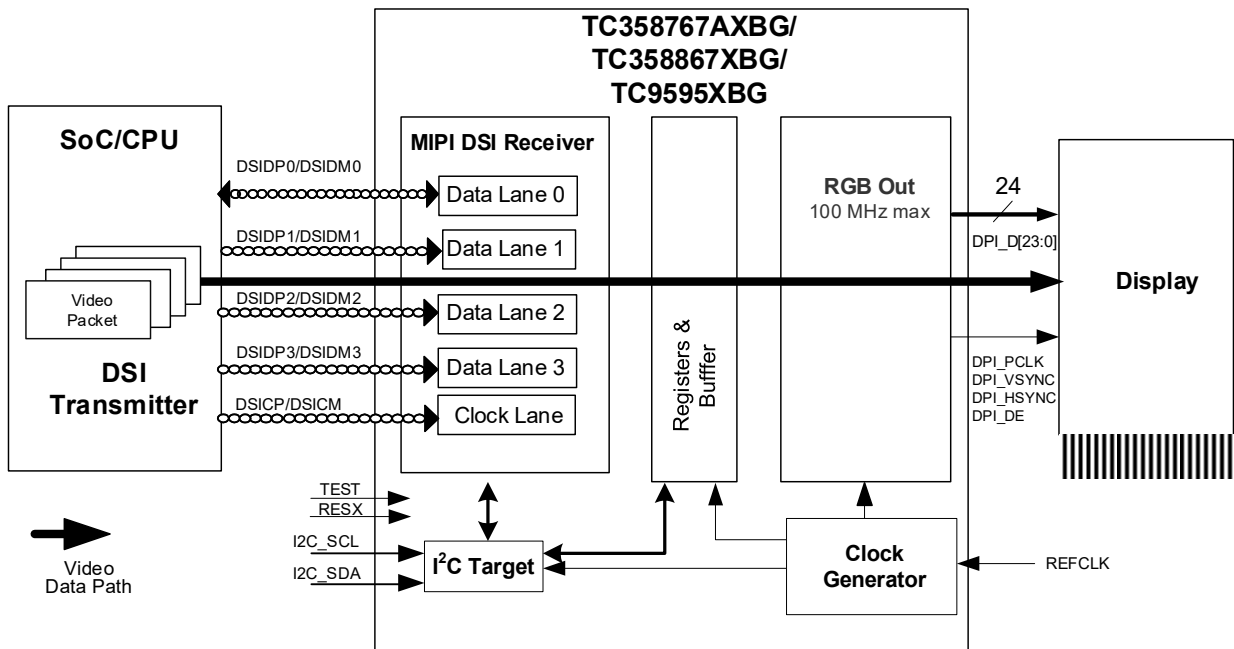 TC358767AXBG/
TC358867XBG/
TC9595XBG
SoC/CPU
MIPI DSI Receiver
DSIDP0/DSIDM0
Data Lane 0
RGB Out
100 MHz max
24
DPI_D[23:0]
DSIDP1/DSIDM1
Data Lane 1
Video
Packet
Display
DSIDP2/DSIDM2
Data Lane 2
DSIDP3/DSIDM3
Data Lane 3
DSI
Transmitter
DSICP/DSICM
Clock Lane
Registers &
Bufffer
DPI_PCLK
DPI_VSYNC
DPI_HSYNC
DPI_DE
TEST
RESX
I2C_SCL
I2C_SDA
I²C Target
Clock
Generator
REFCLK
Video
Data Path